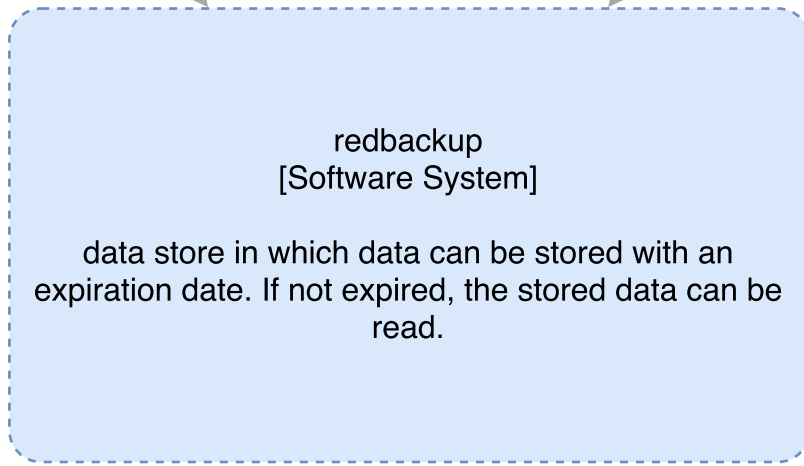 redbackup
[Software System]
data store in which data can be stored with an
expiration date. If not expired, the stored data can be
read.